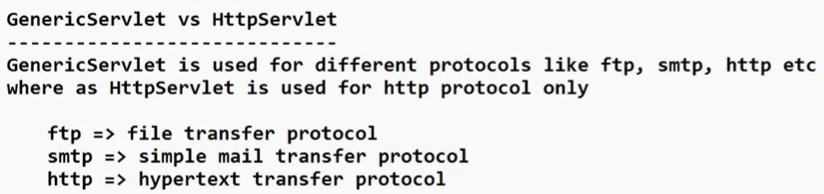 GenericServlet vs HttpServlet
-----------------------------
GenericServlet is used for different protocols like ftp, smtp, http etc
where as HttpServlet is used for http protocol only
ftp => file transfer protocol
smtp => simple mail transfer protocol
http => hypertext transfer protocol